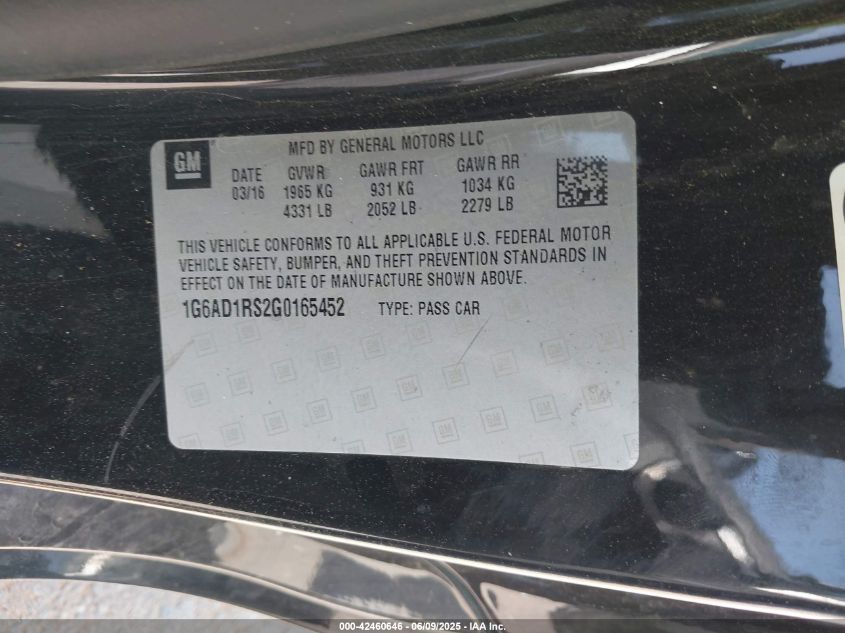 GM
MFD BY GENERAL MOTORS LLC
DATE GVWR GAWR FRT GAWR RR
03/16 1965 KG 931 KG 1034 KG
4331 LB 2052 LB 2279 LB
THIS VEHICLE CONFORMS TO ALL APPLICABLE U.S. FEDERAL MOTOR
VEHICLE SAFETY, BUMPER, AND THEFT PREVENTION STANDARDS IN
EFFECT ON THE DATE OF MANUFACTURE SHOWN ABOVE.
1G6AD1RS2G0165452 TYPE: PASS CAR
000-42460646 - 06/09/2025 - IAA